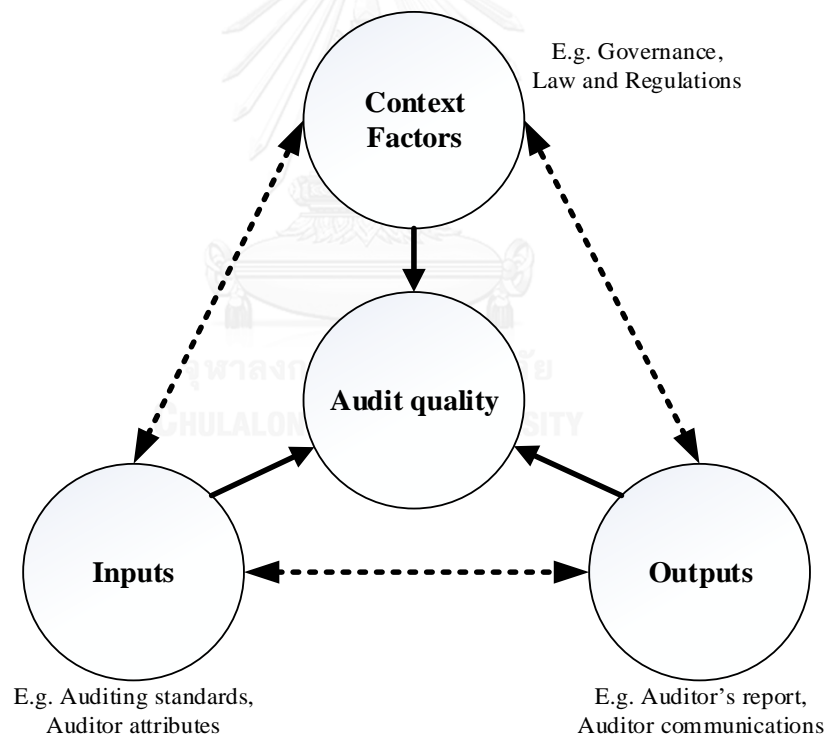 Context
Factors
E.g. Governance,
Law and Regulations
Audit quality
Inputs
Outputs
E.g. Auditing standards,
Auditor attributes
E.g. Auditor's report,
Auditor communications